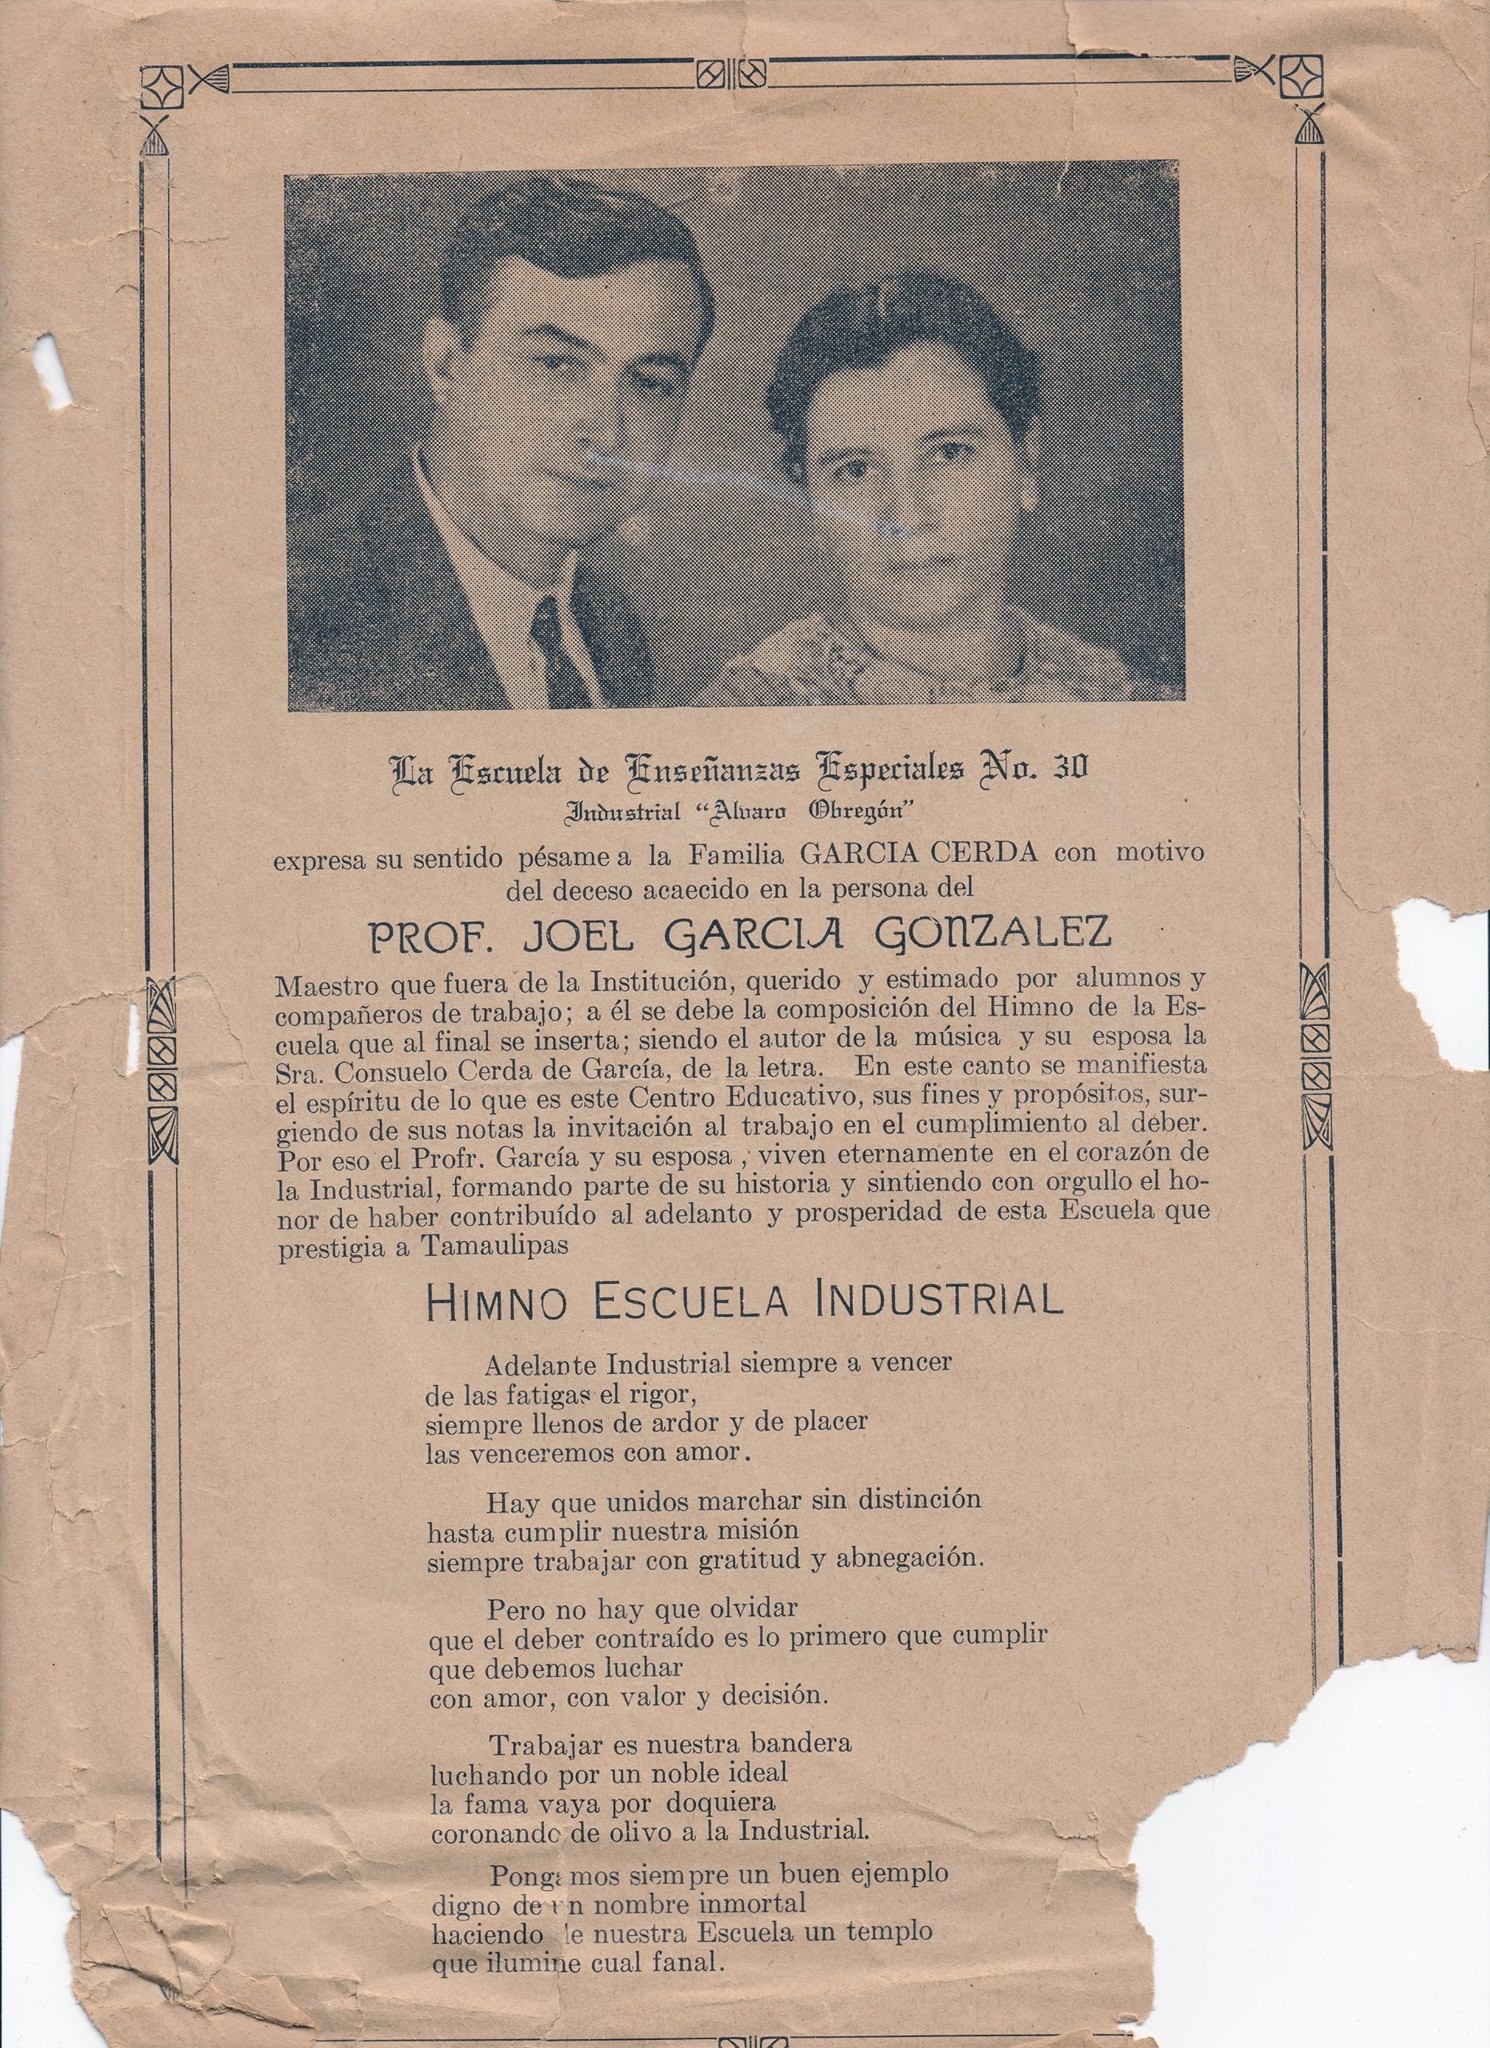 La Escuela de Enseñanzas Especiales No. 30
Industrial "Alvaro Obregón"
expresa su sentido pésame a la Familia GARCIA CERDA con motivo
del deceso acaecido en la persona del
PROF. JOEL GARCIA GONZALEZ
Maestro que fuera de la Institución, querido y estimado por alumnos y
compañeros de trabajo; a él se debe la composición del Himno de la Es-
cuela que al final se inserta; siendo el autor de la música y su esposa la
Sra. Consuelo Cerda de García, de la letra. En este canto se manifiesta
el espíritu de lo que es este Centro Educativo, sus fines y propósitos, sur-
giendo de sus notas la invitación al trabajo en el cumplimiento al deber.
Por eso el Profr. García y su esposa, viven eternamente en el corazón de
la Industrial, formando parte de su historia y sintiendo con orgullo el ho-
nor de haber contribuído al adelanto y prosperidad de esta Escuela que
prestigia a Tamaulipas
HIMNO ESCUELA INDUSTRIAL
Adelante Industrial siempre a vencer
de las fatigas el rigor,
siempre llenos de ardor y de placer
las venceremos con amor.
Hay que unidos marchar sin distinción
hasta cumplir nuestra misión
siempre trabajar con gratitud y abnegación.
Pero no hay que olvidar
que el deber contraído es lo primero que cumplir
que debemos luchar
con amor, con valor y decisión.
Trabajar es nuestra bandera
luchando por un noble ideal
la fama vaya por doquiera
coronando de olivo a la Industrial.
Pongamos siempre un buen ejemplo
digno de un nombre inmortal
haciendo de nuestra Escuela un templo
que ilumine cual fanal.